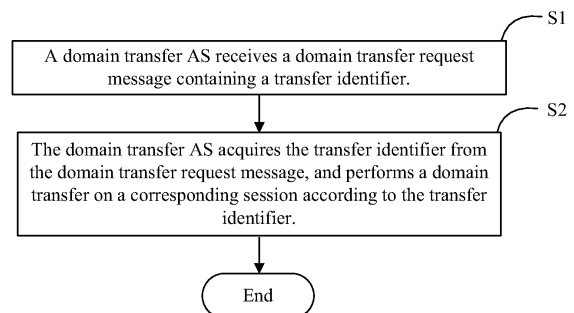 S1
A domain transfer AS receives a domain transfer request
message containing a transfer identifier.
S2
The domain transfer AS acquires the transfer identifier from
the domain transfer request message, and performs a domain
transfer on a corresponding session according to the transfer
identifier.
End